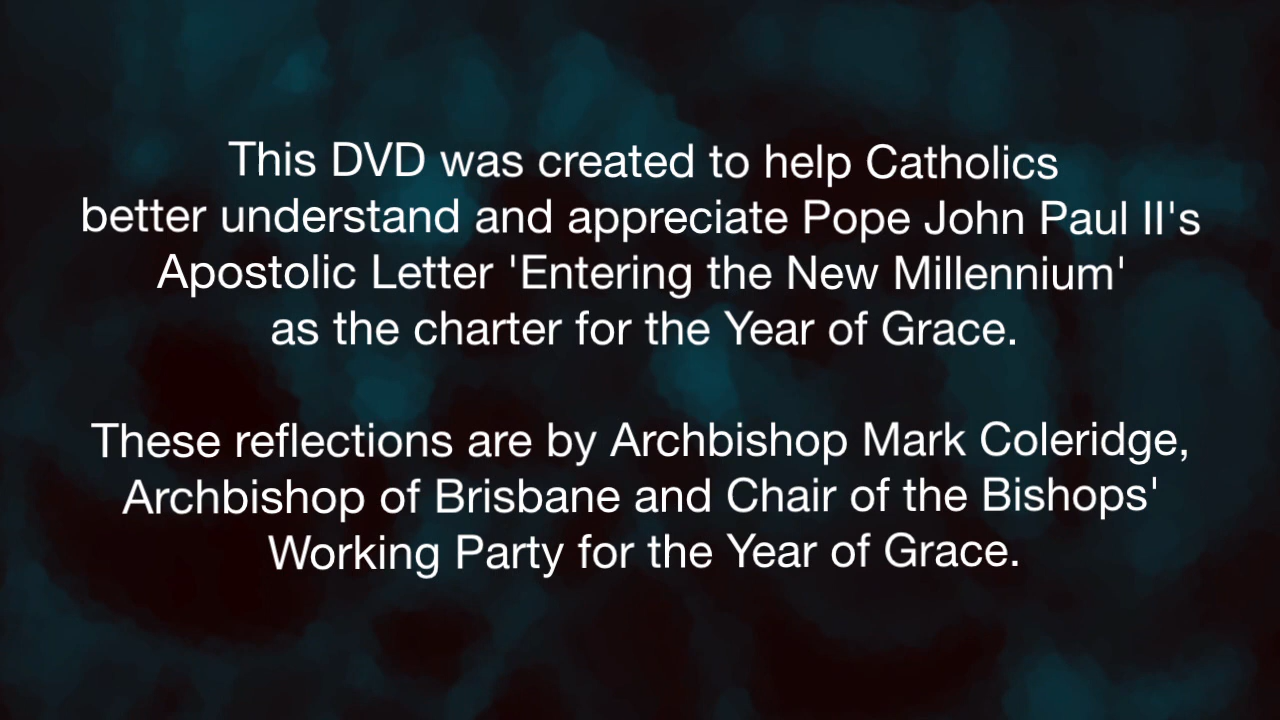 This DVD was created to help Catholics
better understand and appreciate Pope John Paul II's
Apostolic Letter 'Entering the New Millennium'
as the charter for the Year of Grace.
These reflections are by Archbishop Mark Coleridge,
Archbishop of Brisbane and Chair of the Bishops'
Working Party for the Year of Grace.